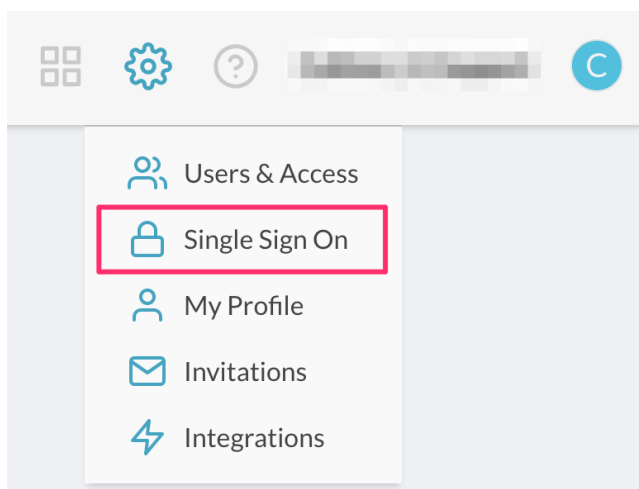 C
Users & Access
Single Sign On
My Profile
Invitations
Integrations